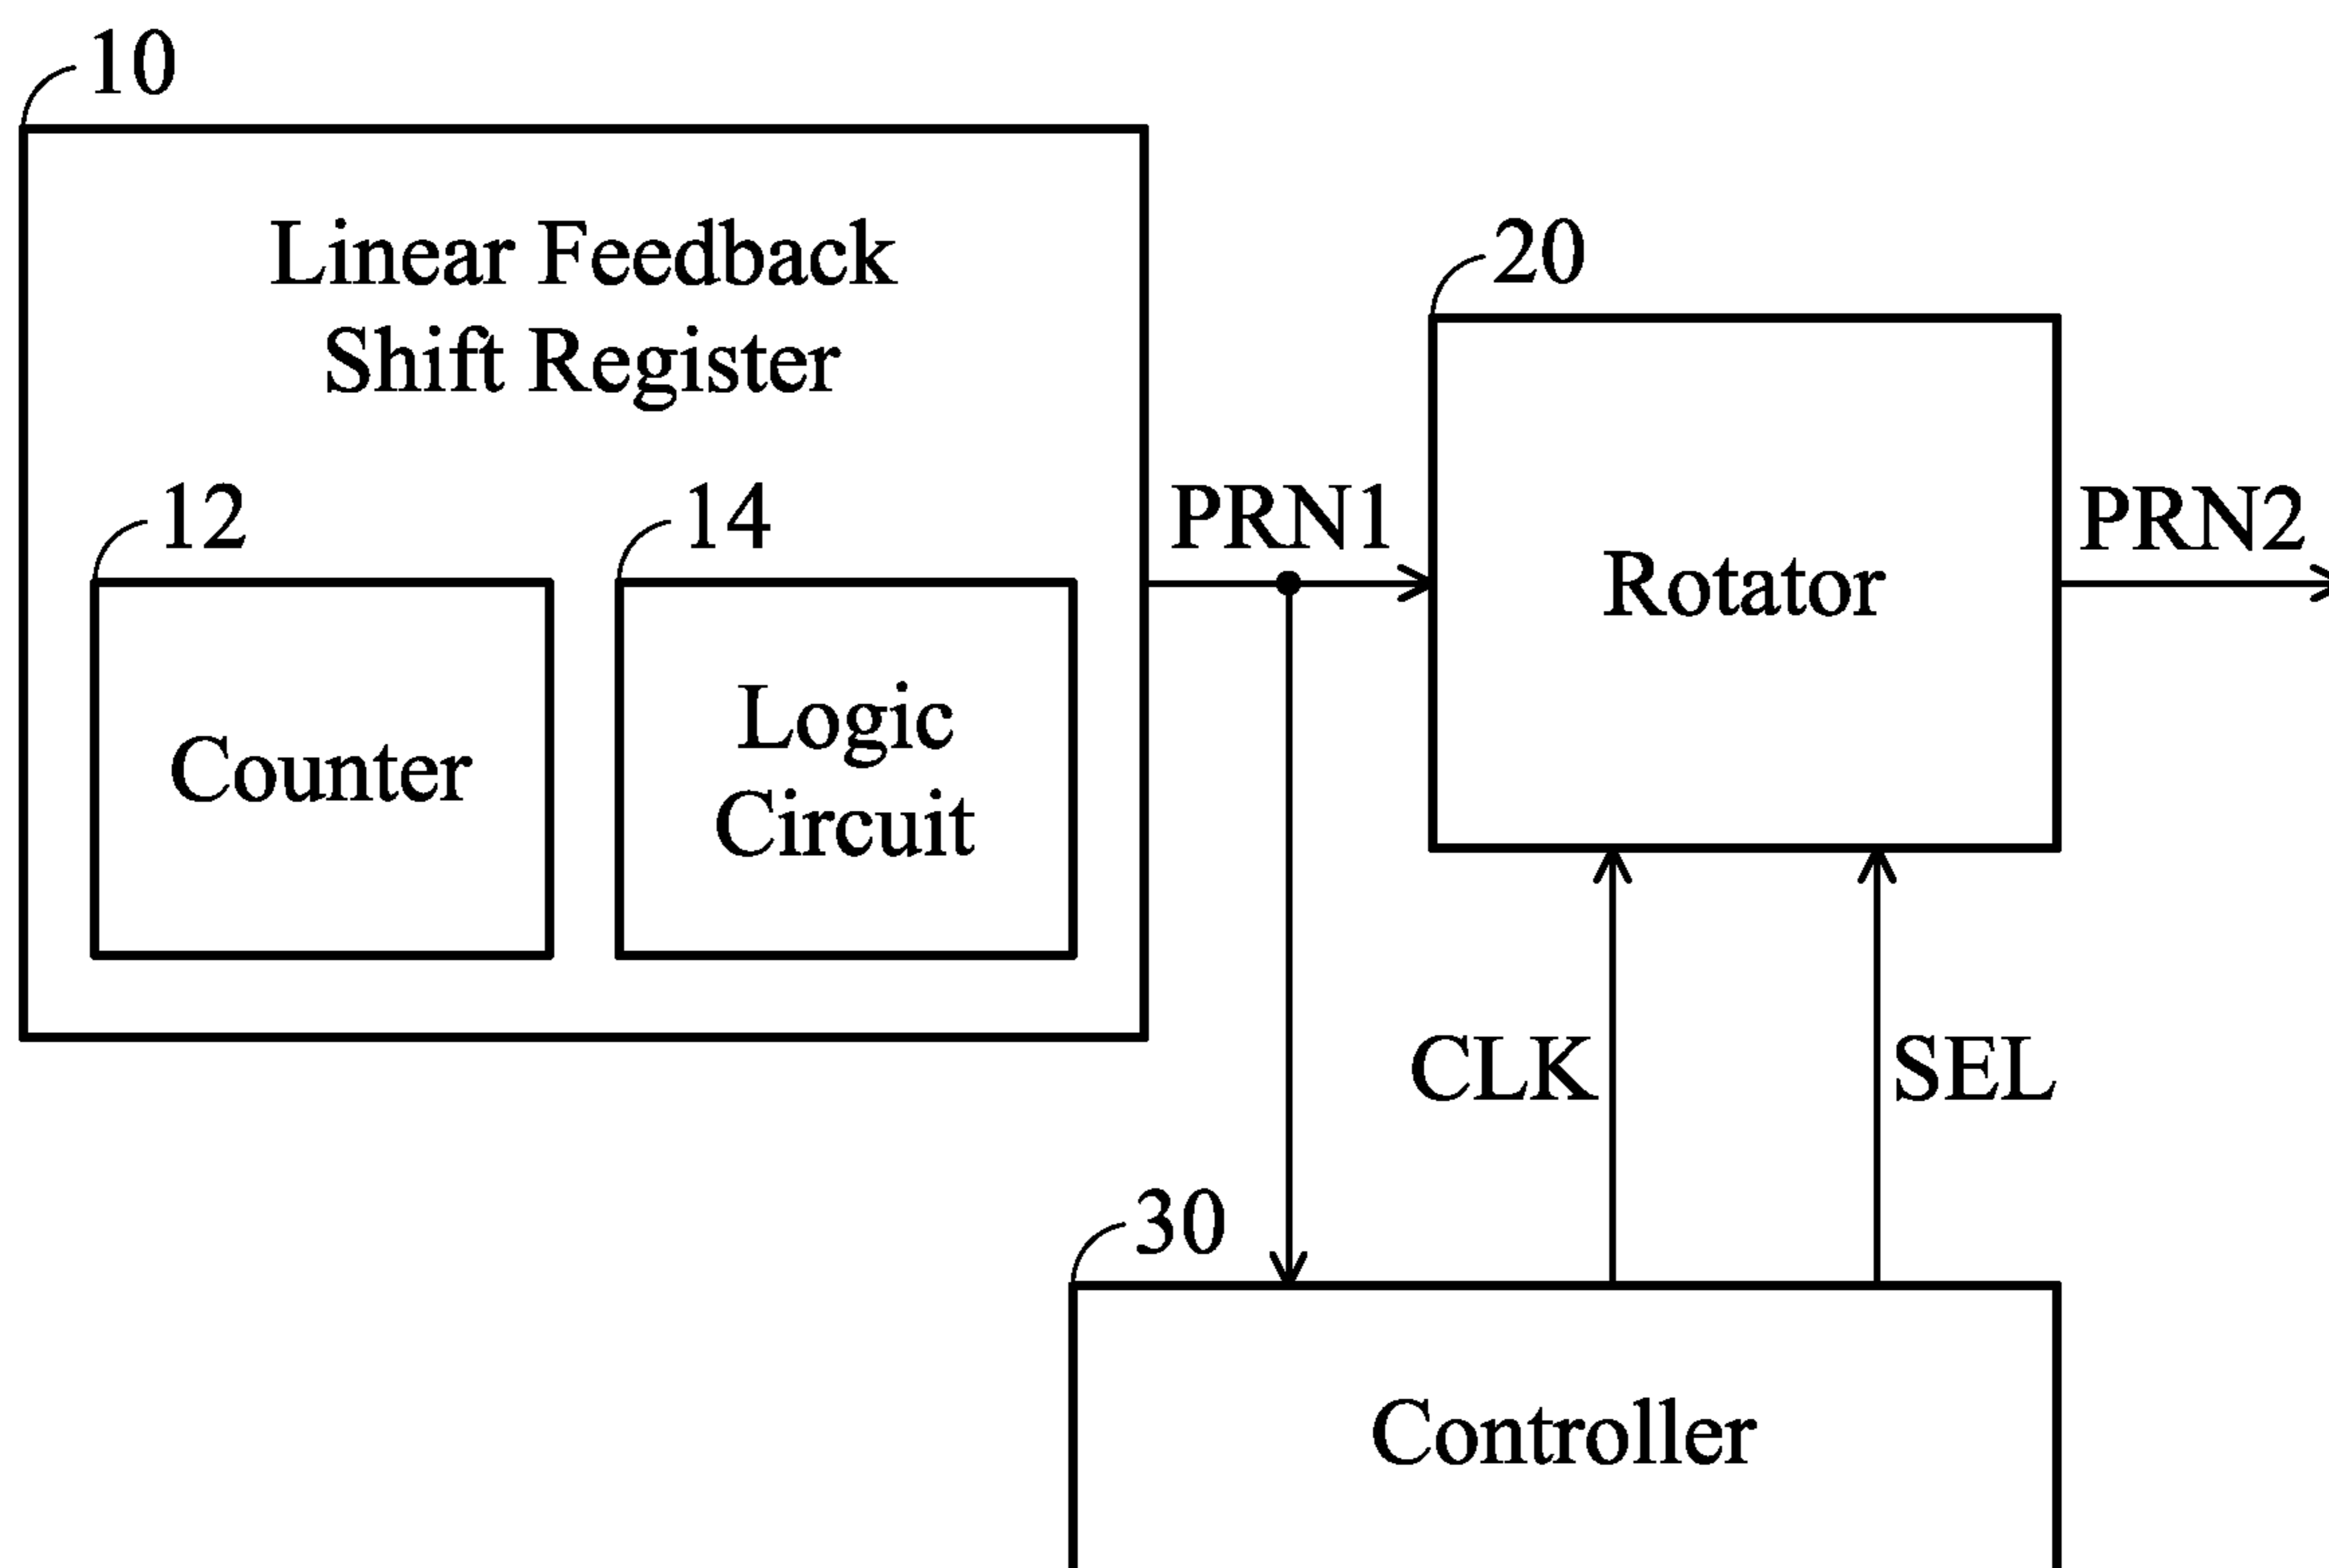 10
Linear Feedback
Shift Register
12
Counter
14
Logic
Circuit
PRN1
20
Rotator
PRN2
CLK
SEL
30
Controller